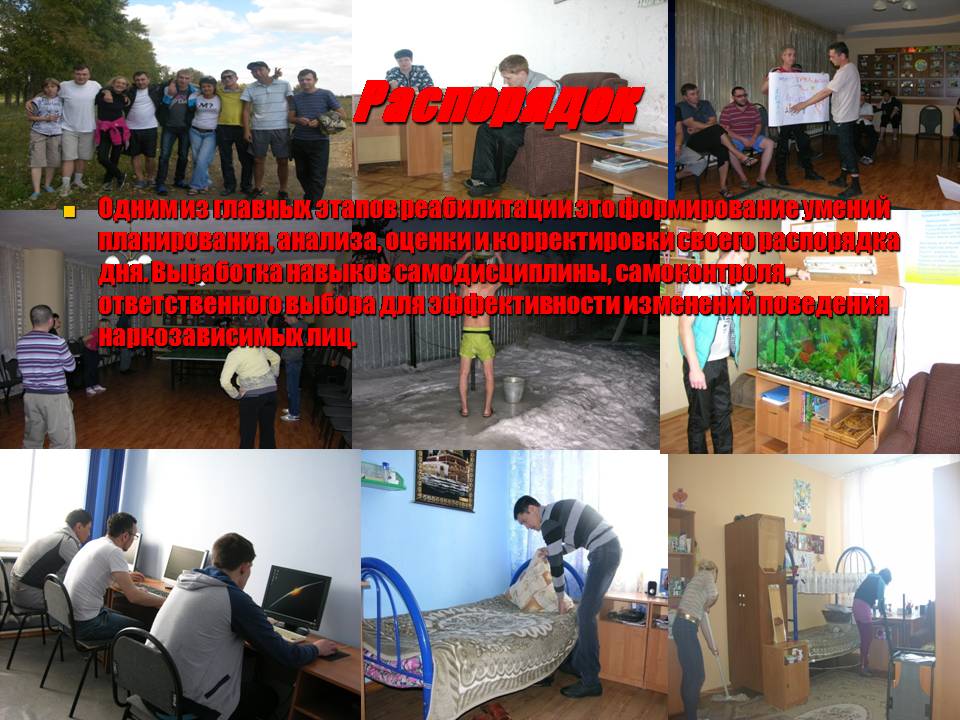 Распорядок
Одним из главных этапов реабилитации это формирование умений
планирования, анализа, оценки и корректировки своего распорядка
дня. Выработка навыков самодисциплины, самоконтроля,
ответственного выбора для эффективности изменений поведения
наркозависимых лиц.